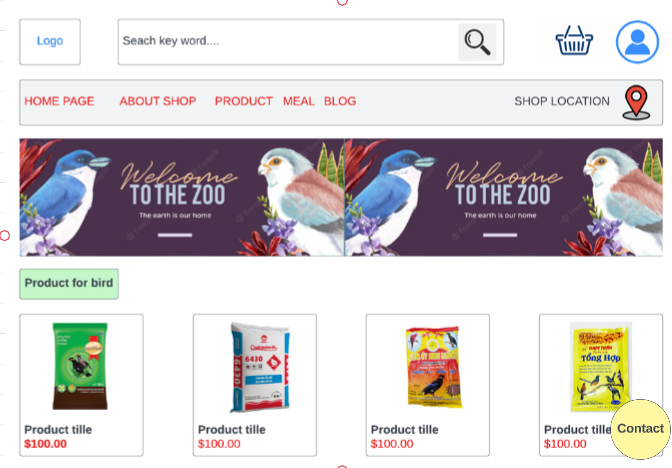 Logo
Seach key word....
HOME PAGE ABOUT SHOP PRODUCT MEAL BLOG SHOP LOCATION
Welcome
TO THE ZOO
The earth is our home
Welcome
TO THE ZOO
The earth is our home
Product for bird
6430
6430
Tổng Hợp
Product tille
$100.00
Product tille
$100.00
Product tille
$100.00
Product tille
$100.00
Contact